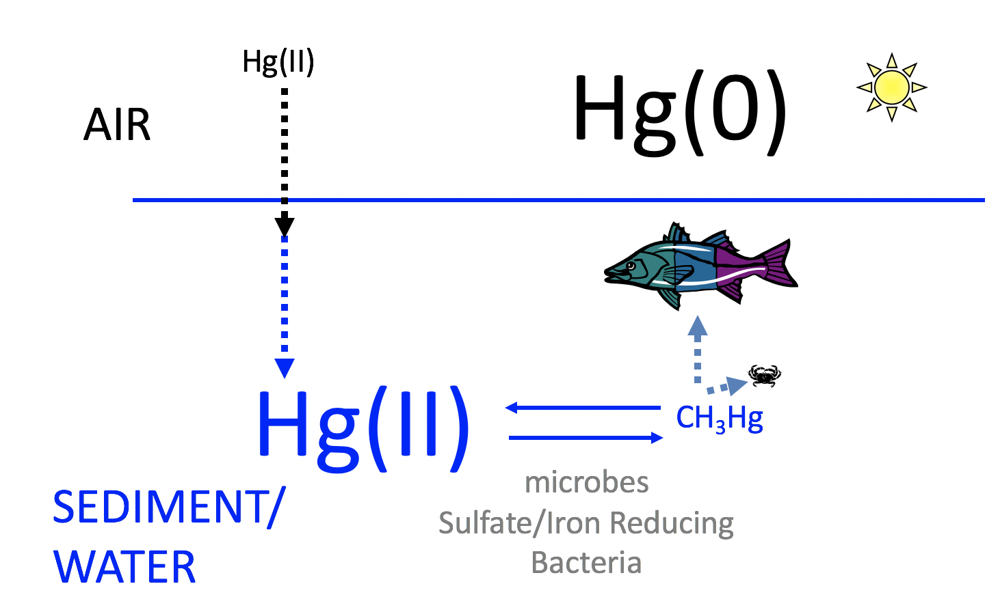 Hg(II)
Hg(0)
AIR
Hg(II)
CH₃Hg
microbes
Sulfate/Iron Reducing
Bacteria
SEDIMENT/
WATER